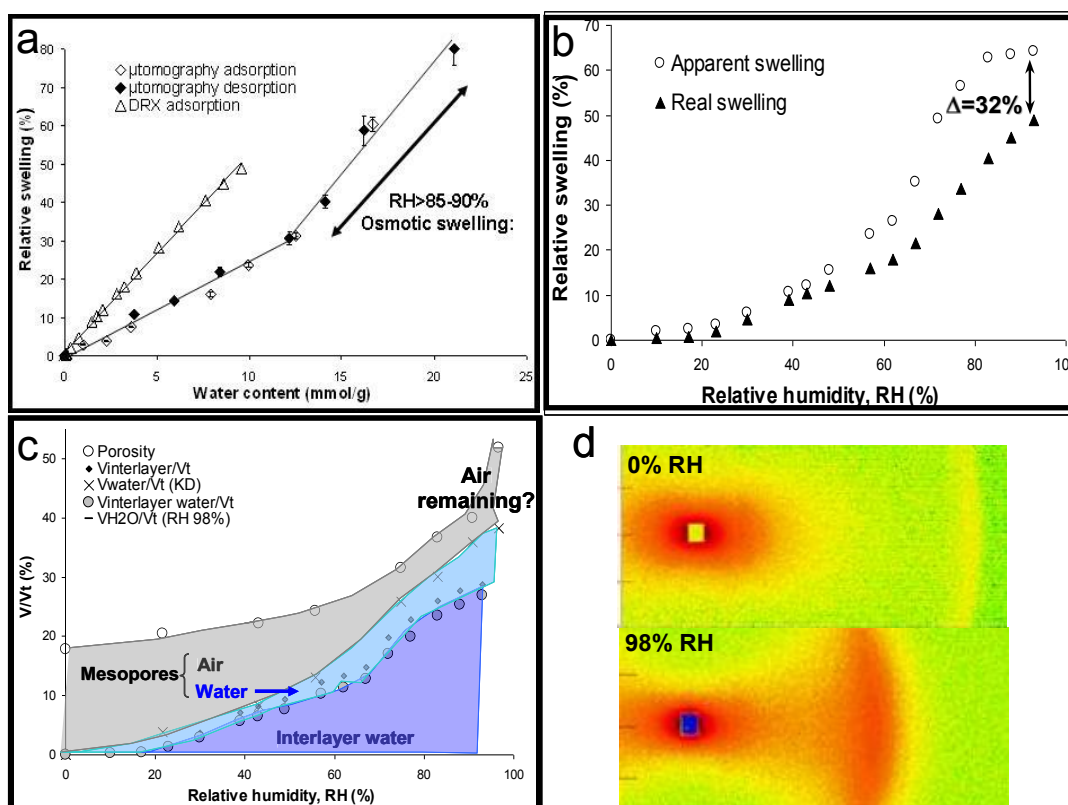 a
Relative swelling (%)
80
70
60
50
40
30
20
10
0
µtomography adsorption
µtomography desorption
DRX adsorption
RH>85-90%
Osmotic swelling:
0
5
10
15
20
25
Water content (mmol/g)
b
Relative swelling (%)
70
60
50
40
30
20
10
0
Apparent swelling
Real swelling
Δ=32%
0
20
40
60
80
100
Relative humidity, RH (%)
c
V/Vt (%)
50
40
30
20
10
0
Porosity
Vinterlayer/Vt
Vwater/Vt (KD)
Vinterlayer water/Vt
VH2O/Vt (RH 98%)
Air
remaining?
Mesopores
Air
Water
Interlayer water
0
20
40
60
80
100
Relative humidity, RH (%)
d
0% RH
98% RH